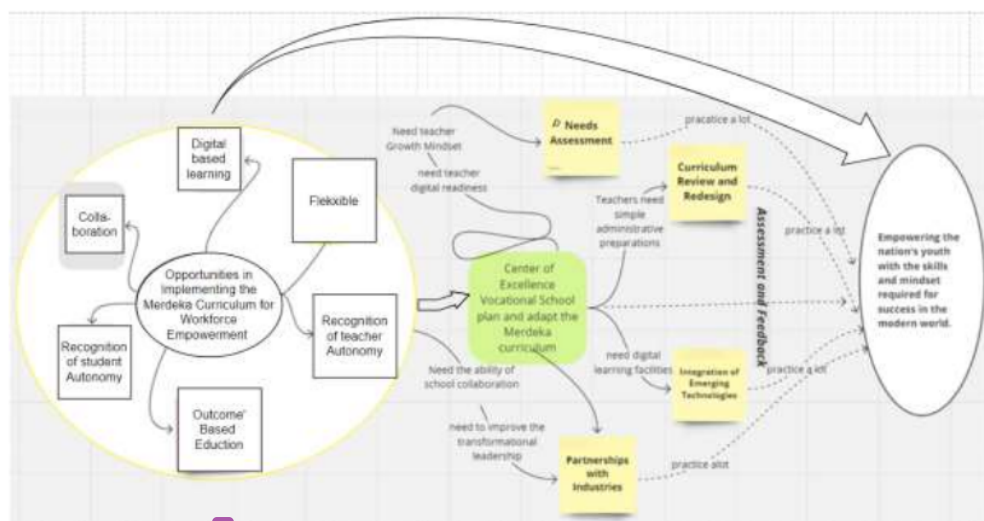 Digital
based
learning
Flekxible
Colla-
boration
Opportunities in
Implementing the
Merdeka Curriculum for
Workforce
Empowerment
Recognition
of student
Autonomy
Recognition
of teacher
Autonomy
Outcome'
Based
Eduction
Need teacher
Growth Mindset
need teacher
digital readiness
Needs
Assessment
pracatice a lot
Curriculum
Review and
Redesign
Teachers need
simple
administrative
preparations
practice a lot
Center of
Excellence
Vocational School
plan and adapt the
Merdeka
curriculum
Assessment and Feedback
need digital
learning facilities
Integration of
Emerging
Technologies
practice a lot
Need the ability of
school collaboration
need to improve the
transformational
leadership
Partnerships
with
Industries
practice alot
Empowering the
nation's youth
with the skills
and mindset
required for
success in the
modern world.